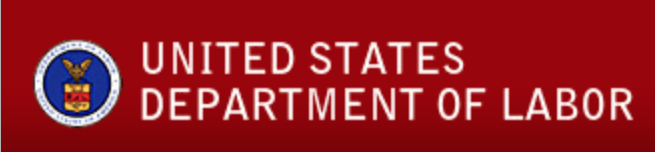 UNITED STATES
DEPARTMENT OF LABOR